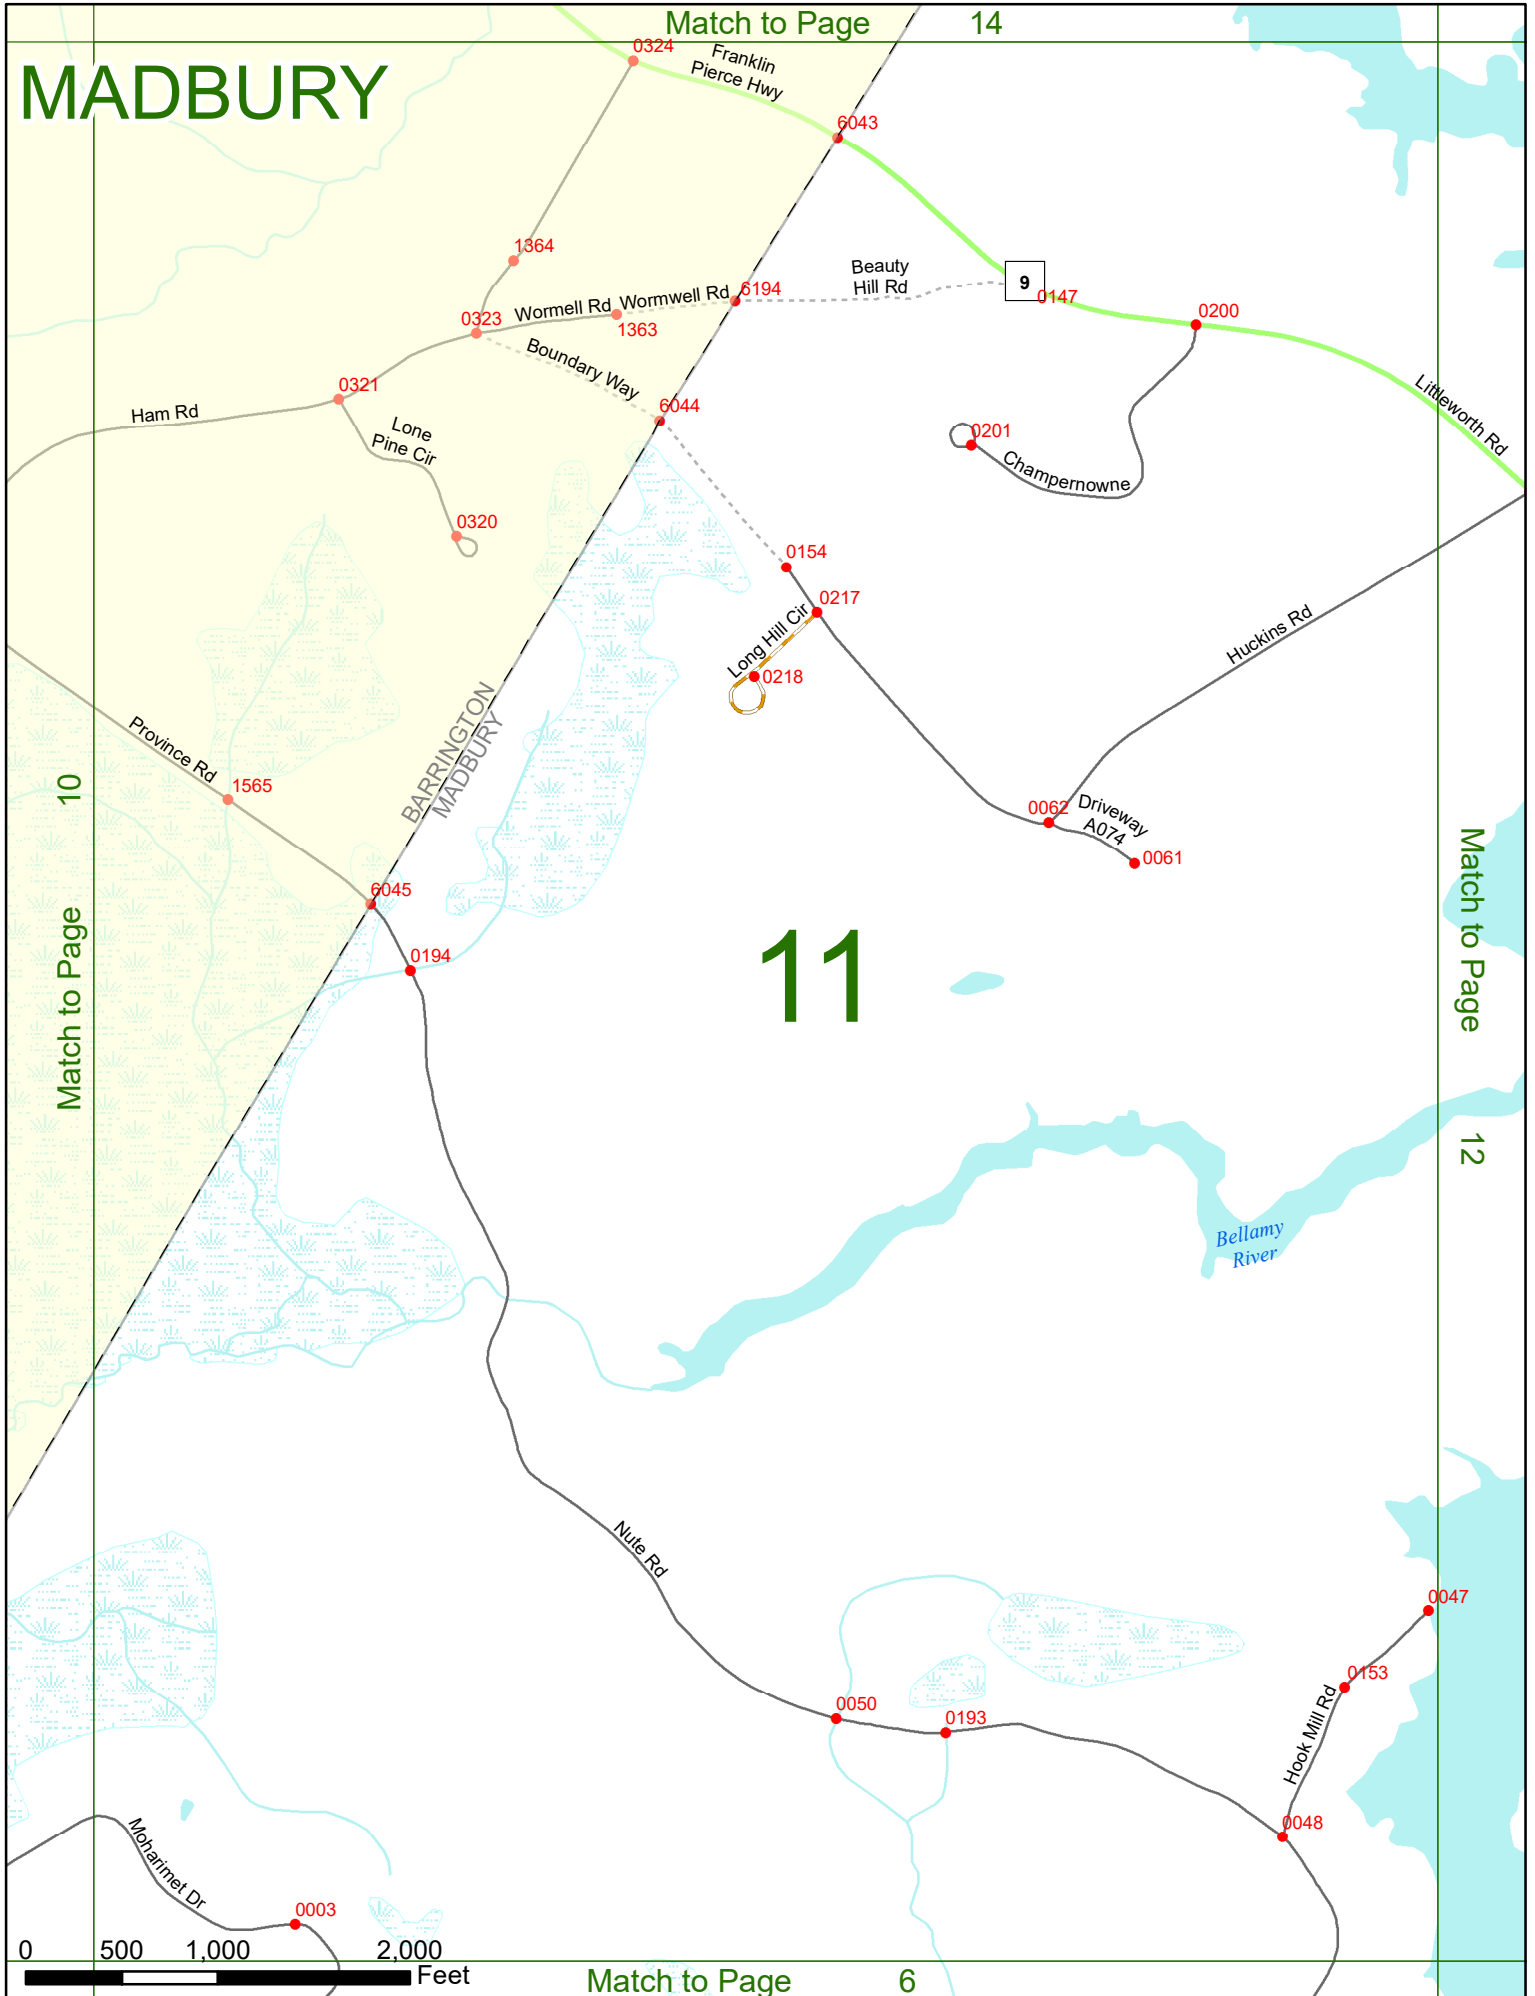 Match to Page 14
MADBURY
0324
Franklin
Pierce Hwy
6043
1364
Beauty
Hill Rd
9
0147
6194
Wormell Rd
Wormwell Rd
0323
1363
0200
Boundary Way
0321
Ham Rd
Lone
Pine Cir
6044
Littleworth Rd
0201
Champernowne
0320
0154
0217
Long Hill Cir
0218
Huckins Rd
BARRINGTON
MADBURY
Province Rd
1565
Match to Page 10
0062
Driveway
A074
0061
6045
0194
11
Match to Page 12
Bellamy
River
Nute Rd
0047
0153
Hook Mill Rd
0050
0193
0048
Moharimet Dr
0003
0 500 1,000 2,000
Feet
Match to Page 6